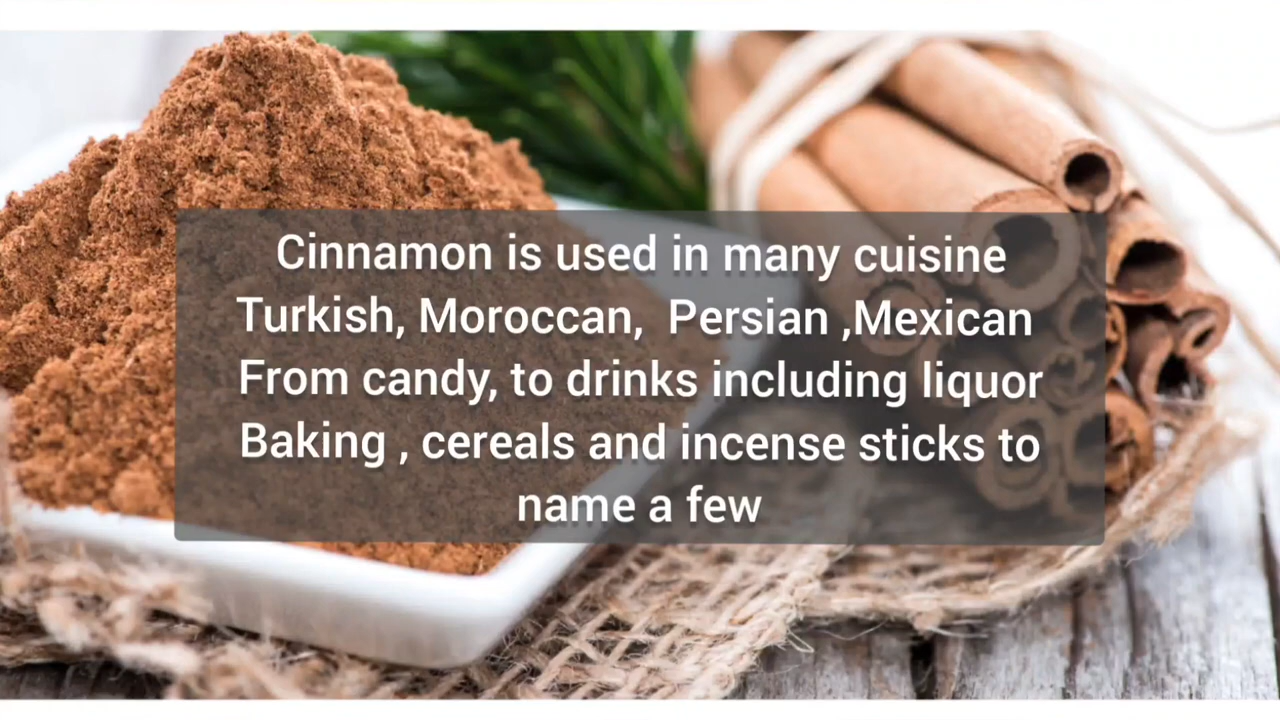 Cinnamon is used in many cuisine
Turkish, Moroccan,  Persian ,Mexican
From candy, to drinks including liquor
Baking , cereals and incense sticks to
name a few